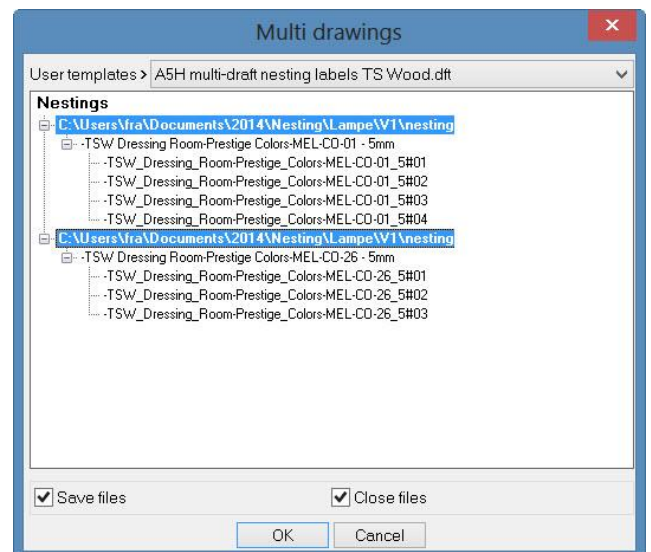 Multi drawings
User templates > A5H multi-draft nesting labels TS Wood.dft
Nestings
C:\Users\fra\Documents\2014\Nesting\Lampe\V1\nesting
-TSW Dressing Room-Prestige Colors-MEL-CO-01 - 5mm
-TSW_Dressing_Room-Prestige_Colors-MEL-CO-01_5#01
-TSW_Dressing_Room-Prestige_Colors-MEL-CO-01_5#02
-TSW_Dressing_Room-Prestige_Colors-MEL-CO-01_5#03
-TSW_Dressing_Room-Prestige_Colors-MEL-CO-01_5#04
C:\Users\fra\Documents\2014\Nesting\Lampe\V1\nesting
-TSW Dressing Room-Prestige Colors-MEL-CO-26 - 5mm
-TSW_Dressing_Room-Prestige_Colors-MEL-CO-26_5#01
-TSW_Dressing_Room-Prestige_Colors-MEL-CO-26_5#02
-TSW_Dressing_Room-Prestige_Colors-MEL-CO-26_5#03
Save files Close files
OK Cancel